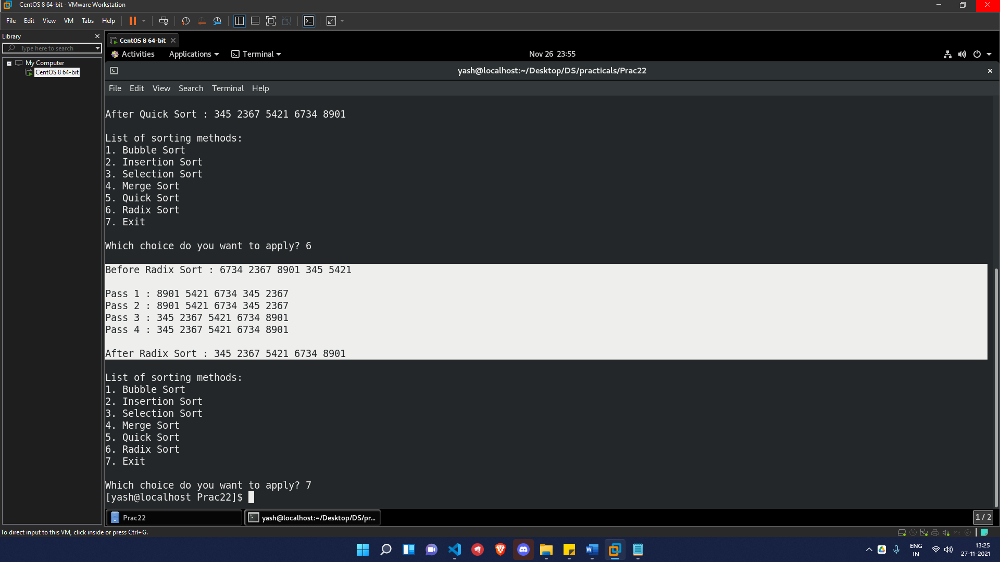 CentOS 8 64-bit - VMware Workstation
File Edit View VM Tabs Help
Library
Type here to search
My Computer
CentOS 8 64-bit
CentOS 8 64-bit
Activities Applications Terminal Nov 26 23:55
yash@localhost:~/Desktop/DS/practicals/Prac22
File Edit View Search Terminal Help
After Quick Sort : 345 2367 5421 6734 8901
List of sorting methods:
1. Bubble Sort
2. Insertion Sort
3. Selection Sort
4. Merge Sort
5. Quick Sort
6. Radix Sort
7. Exit
Which choice do you want to apply? 6
Before Radix Sort : 6734 2367 8901 345 5421
Pass 1 : 8901 5421 6734 345 2367
Pass 2 : 8901 5421 6734 345 2367
Pass 3 : 345 2367 5421 6734 8901
Pass 4 : 345 2367 5421 6734 8901
After Radix Sort : 345 2367 5421 6734 8901
List of sorting methods:
1. Bubble Sort
2. Insertion Sort
3. Selection Sort
4. Merge Sort
5. Quick Sort
6. Radix Sort
7. Exit
Which choice do you want to apply? 7
[yash@localhost Prac22]$
Prac22 yash@localhost:~/Desktop/DS/pr... 1 / 2
To direct input to this VM, click inside or press Ctrl+G.
ENG
IN
13:25
27-11-2021